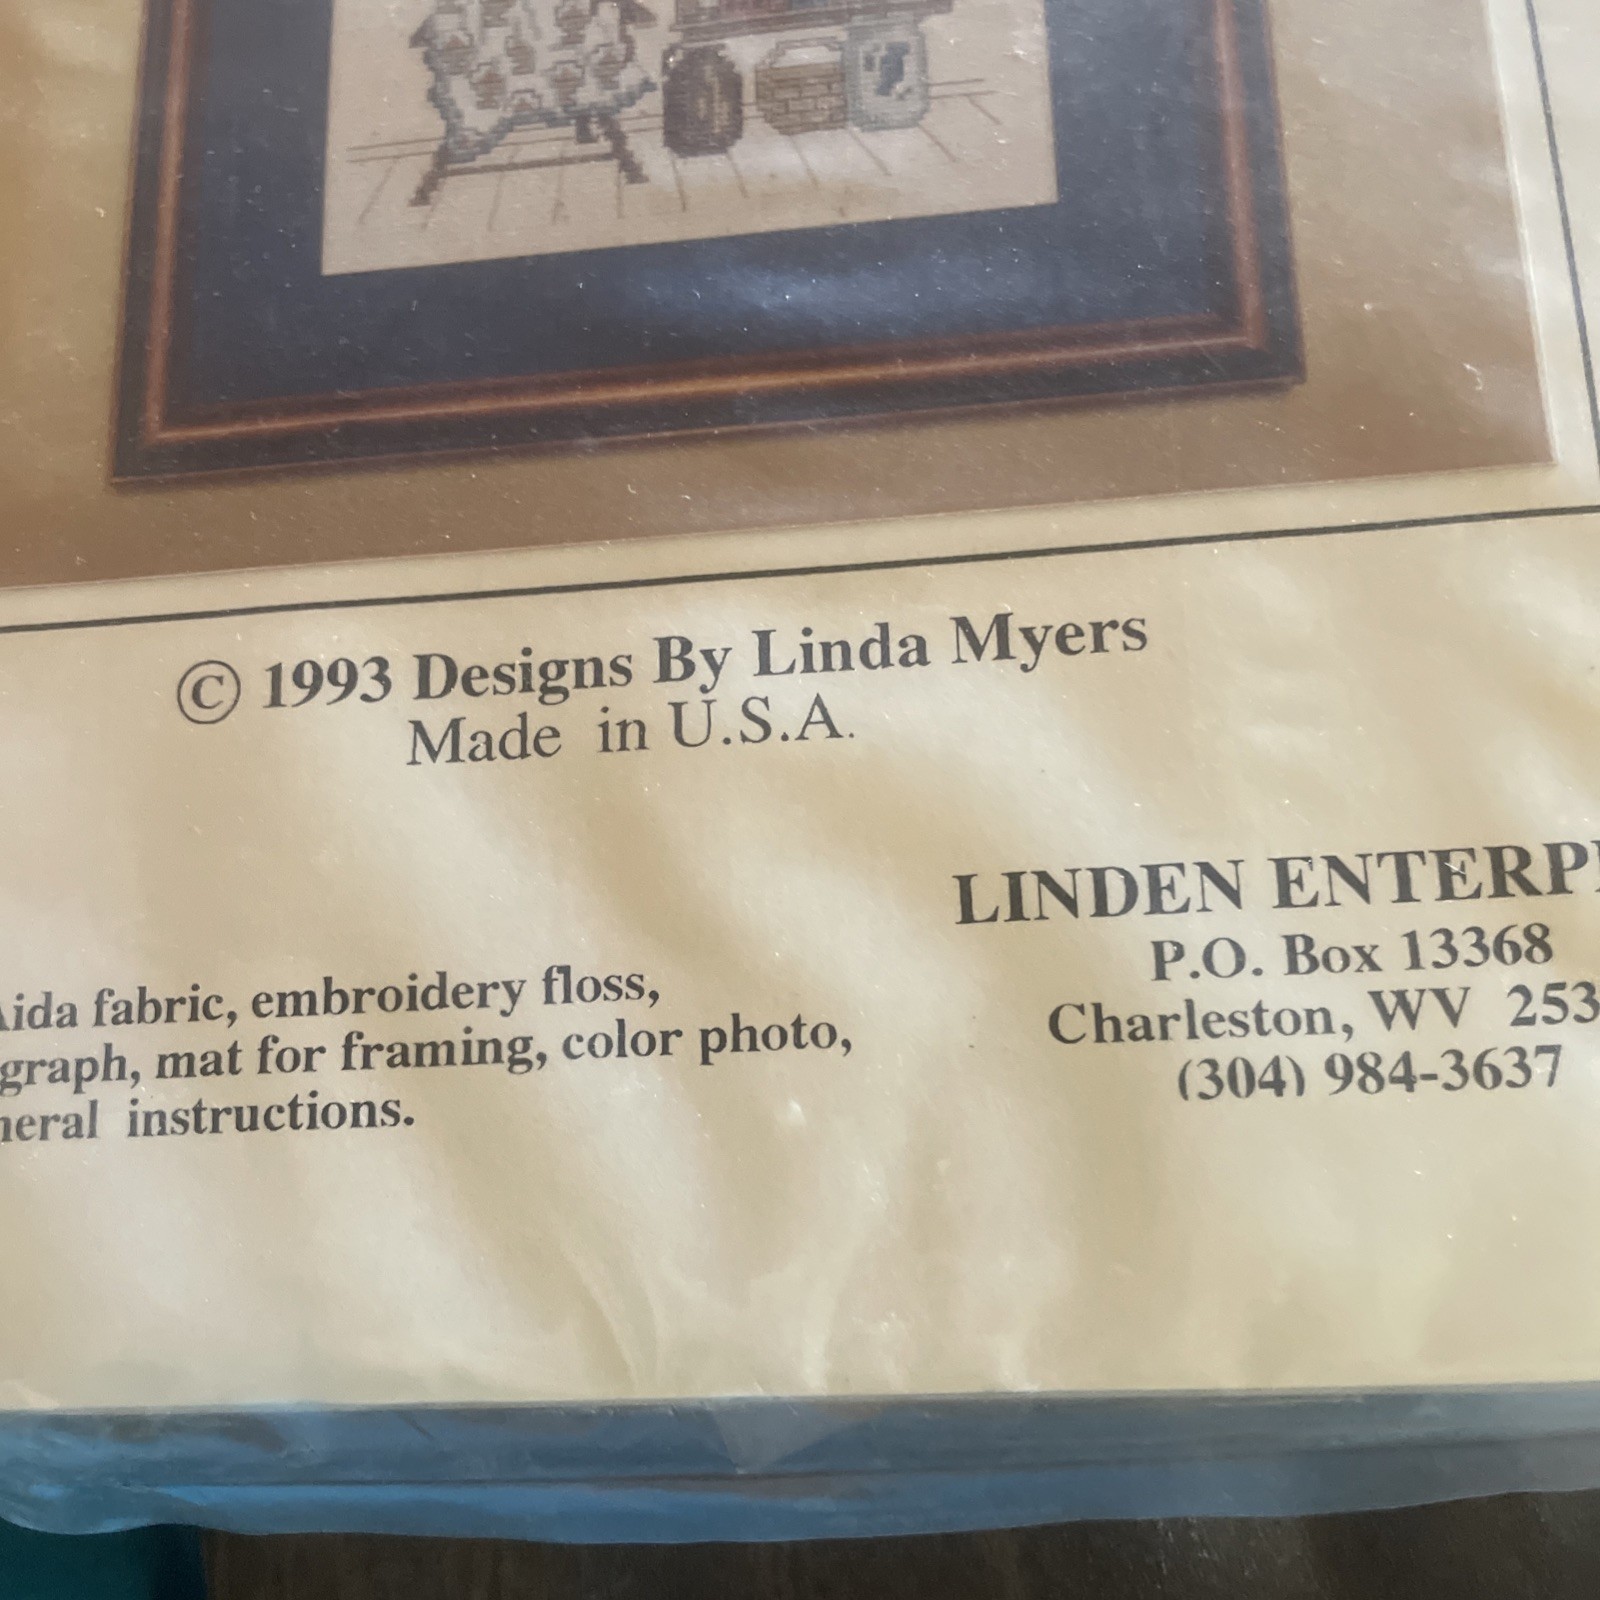 © 1993 Designs By Linda Myers
Made in U.S.A.
LINDEN ENTERP
P.O. Box 13368
Charleston, WV 253
(304) 984-3637
Aida fabric, embroidery floss,
graph, mat for framing, color photo,
neral instructions.